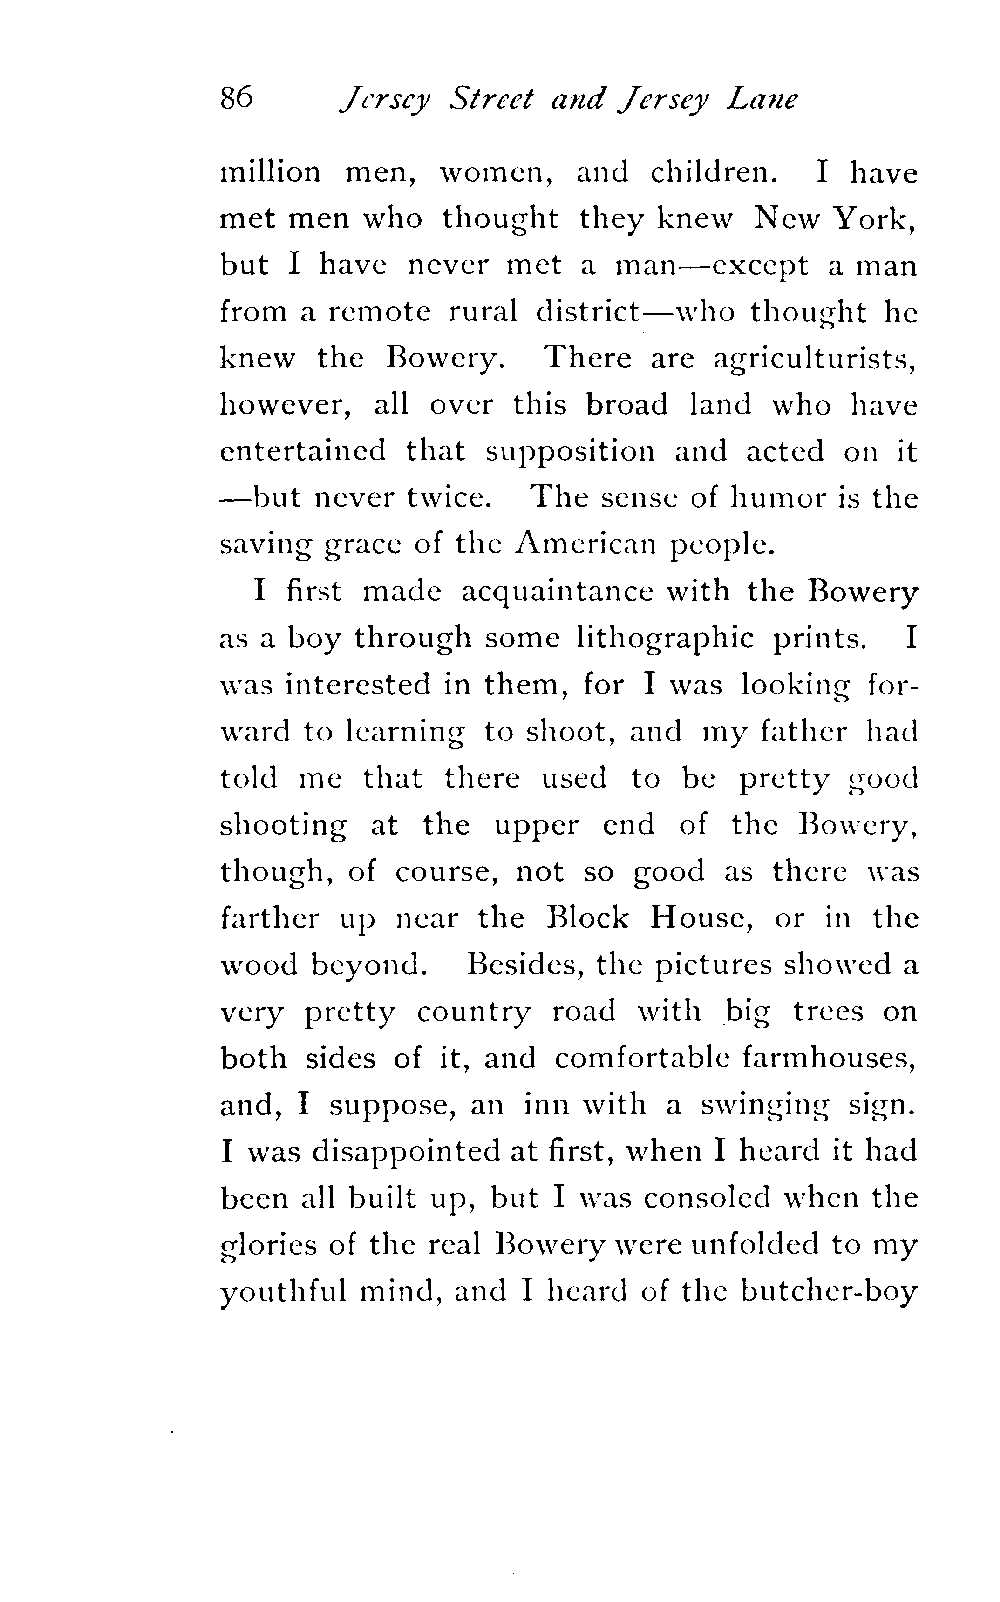 86 Jersey Street and Jersey Lane
million men, women, and children. I have
met men who thought they knew New York,
but I have never met a man—except a man
from a remote rural district—who thought he
knew the Bowery. There are agriculturists,
however, all over this broad land who have
entertained that supposition and acted on it
—but never twice. The sense of humor is the
saving grace of the American people.
I first made acquaintance with the Bowery
as a boy through some lithographic prints. I
was interested in them, for I was looking for-
ward to learning to shoot, and my father had
told me that there used to be pretty good
shooting at the upper end of the Bowery,
though, of course, not so good as there was
farther up near the Block House, or in the
wood beyond. Besides, the pictures showed a
very pretty country road with big trees on
both sides of it, and comfortable farmhouses,
and, I suppose, an inn with a swinging sign.
I was disappointed at first, when I heard it had
been all built up, but I was consoled when the
glories of the real Bowery were unfolded to my
youthful mind, and I heard of the butcher-boy